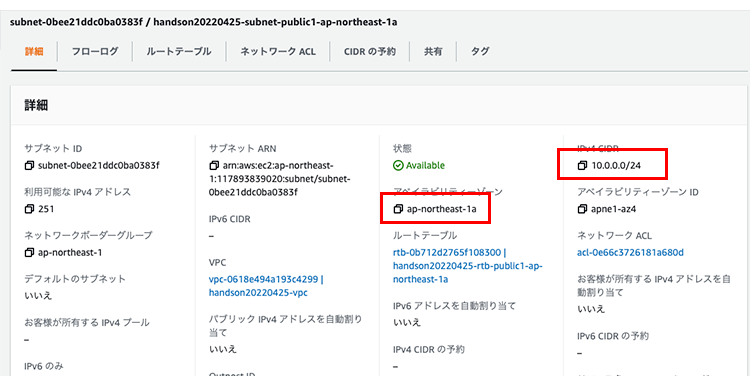 subnet-0bee21ddc0ba0383f / handson20220425-subnet-public1-ap-northeast-1a
詳細
フローログ
ルートテーブル
ネットワーク ACL
CIDR の予約
共有
タグ
詳細
サブネット ID
subnet-0bee21ddc0ba0383f
利用可能な IPv4 アドレス
251
ネットワークボーダーグループ
ap-northeast-1
デフォルトのサブネット
いいえ
お客様が所有する IPv4 プール
–
IPv6 のみ
サブネット ARN
arn:aws:ec2:ap-northeast-
1:117893839020:subnet/subnet-
0bee21ddc0ba0383f
IPv6 CIDR
–
VPC
vpc-0618e494a193c4299 |
handson20220425-vpc
パブリック IPv4 アドレスを自動割り
当て
いいえ
Outpost ID
状態
Available
アベイラビリティーゾーン
ap-northeast-1a
ルートテーブル
rtb-0b712d2765f108300 |
handson20220425-rtb-public1-ap-
northeast-1a
IPv6 アドレスを自動割り当て
いいえ
IPv4 CIDR の予約
–
IPv4 CIDR
10.0.0.0/24
アベイラビリティーゾーン ID
apne1-az4
ネットワーク ACL
acl-0e66c3726181a680d
お客様が所有する IPv4 アドレスを自
動割り当て
いいえ
IPv6 CIDR の予約
–